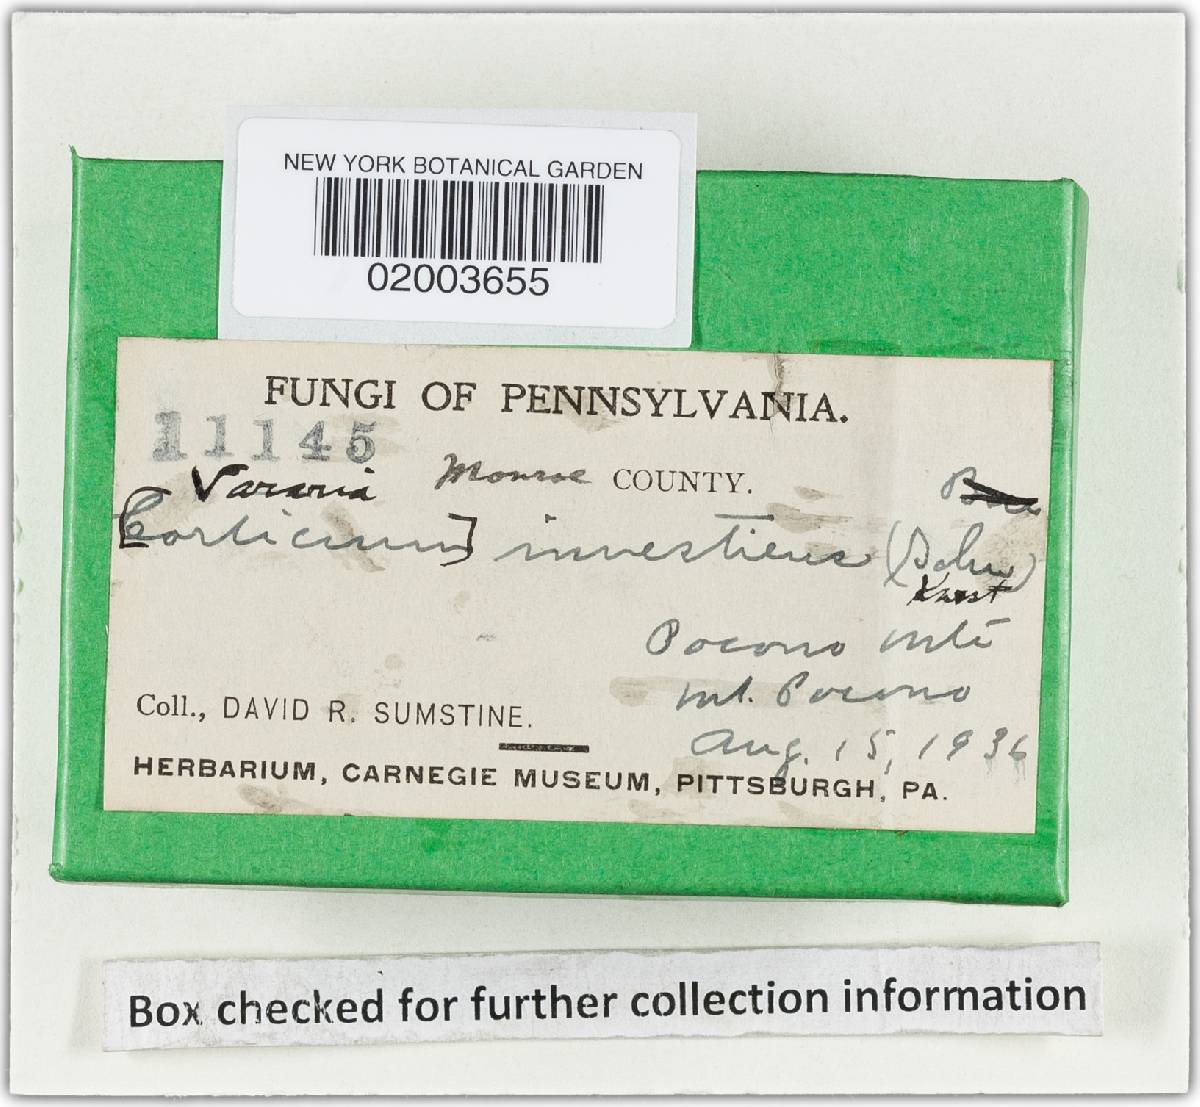 NEW YORK BOTANICAL GARDEN
02003655
FUNGI OF PENNSYLVANIA.
11145
Vararia Monroe COUNTY.
[Corticium] investiens (Schw)
Karst
Pocono Mts
Mt. Pocono
Coll., DAVID R. SUMSTINE.
Aug. 15, 1936
HERBARIUM, CARNEGIE MUSEUM, PITTSBURGH, PA.
Box checked for further collection information